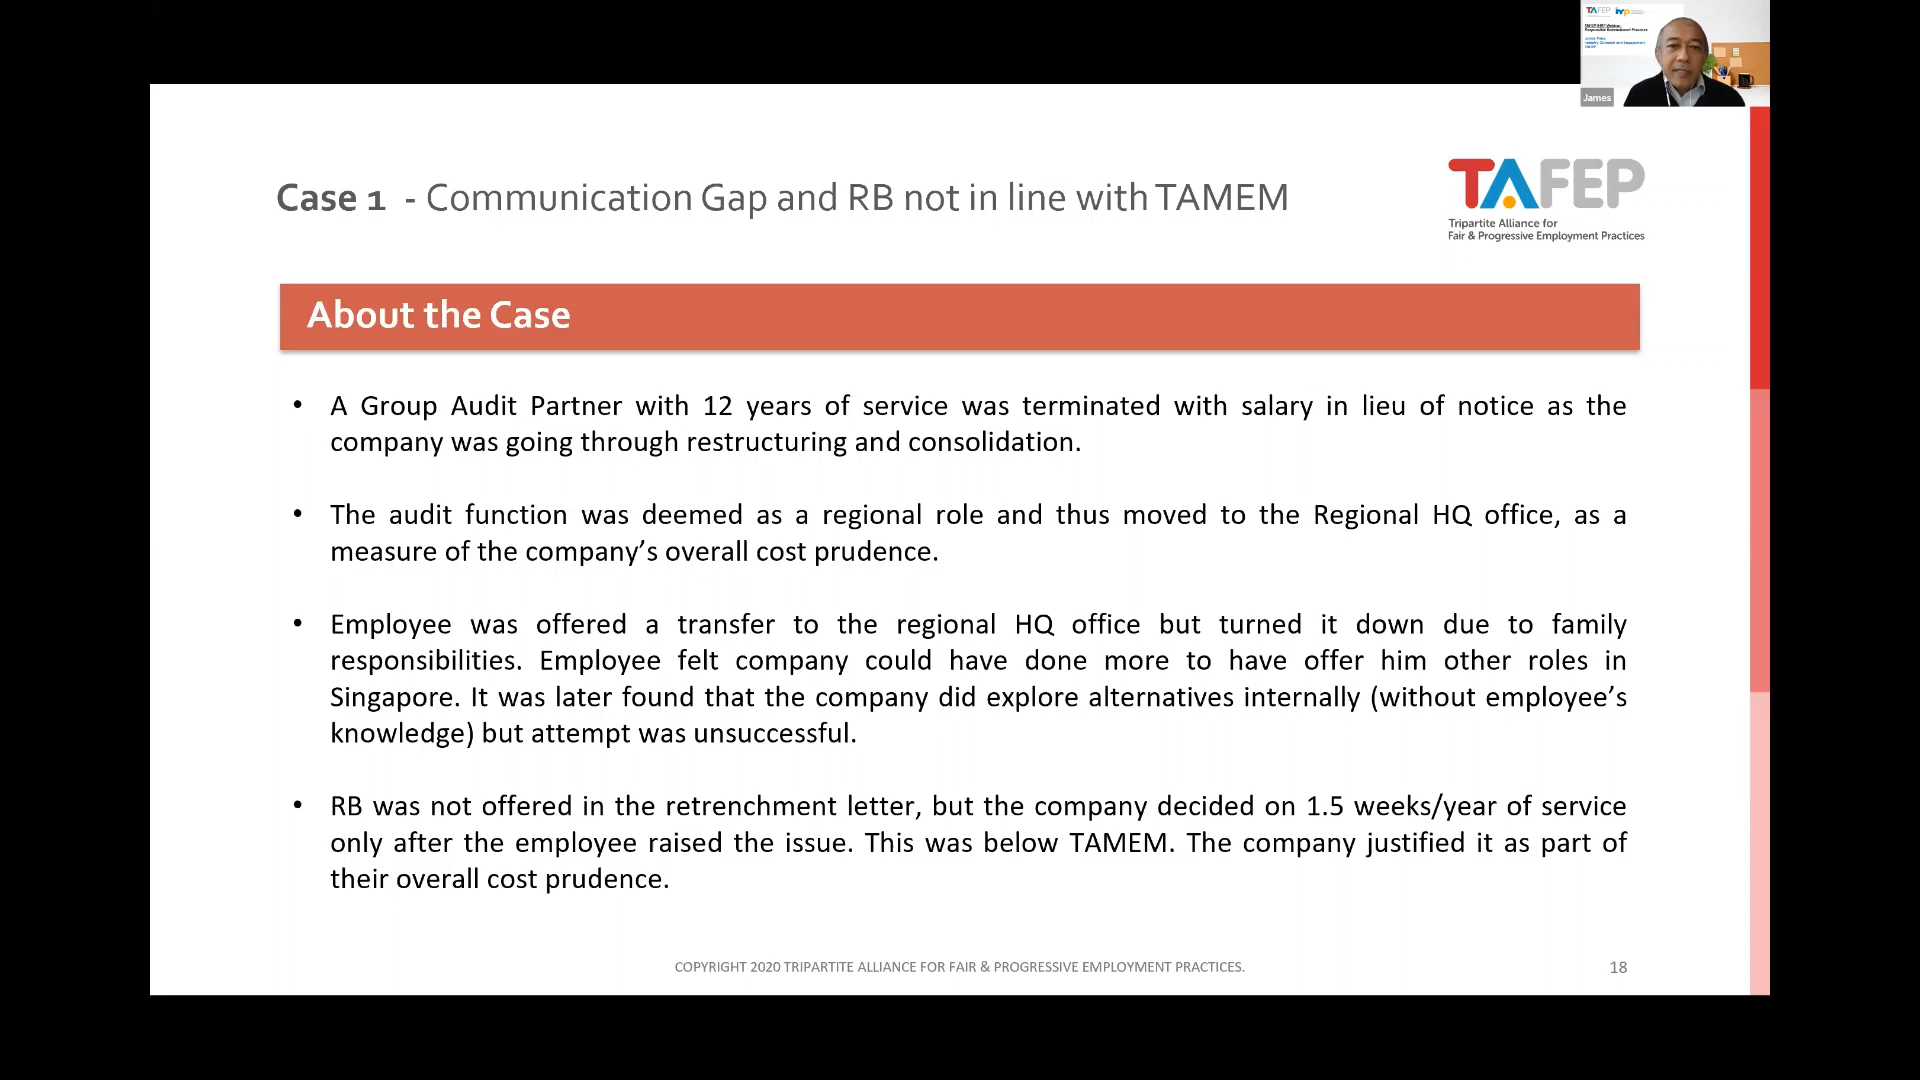 TAFEP
James
Case 1 - Communication Gap and RB not in line with TAMEM
TAFEP
Tripartite Alliance for
Fair & Progressive Employment Practices
About the Case
• A Group Audit Partner with 12 years of service was terminated with salary in lieu of notice as the
company was going through restructuring and consolidation.
• The audit function was deemed as a regional role and thus moved to the Regional HQ office, as a
measure of the company’s overall cost prudence.
• Employee was offered a transfer to the regional HQ office but turned it down due to family
responsibilities. Employee felt company could have done more to have offer him other roles in
Singapore. It was later found that the company did explore alternatives internally (without employee’s
knowledge) but attempt was unsuccessful.
• RB was not offered in the retrenchment letter, but the company decided on 1.5 weeks/year of service
only after the employee raised the issue. This was below TAMEM. The company justified it as part of
their overall cost prudence.
COPYRIGHT 2020 TRIPARTITE ALLIANCE FOR FAIR & PROGRESSIVE EMPLOYMENT PRACTICES.
18